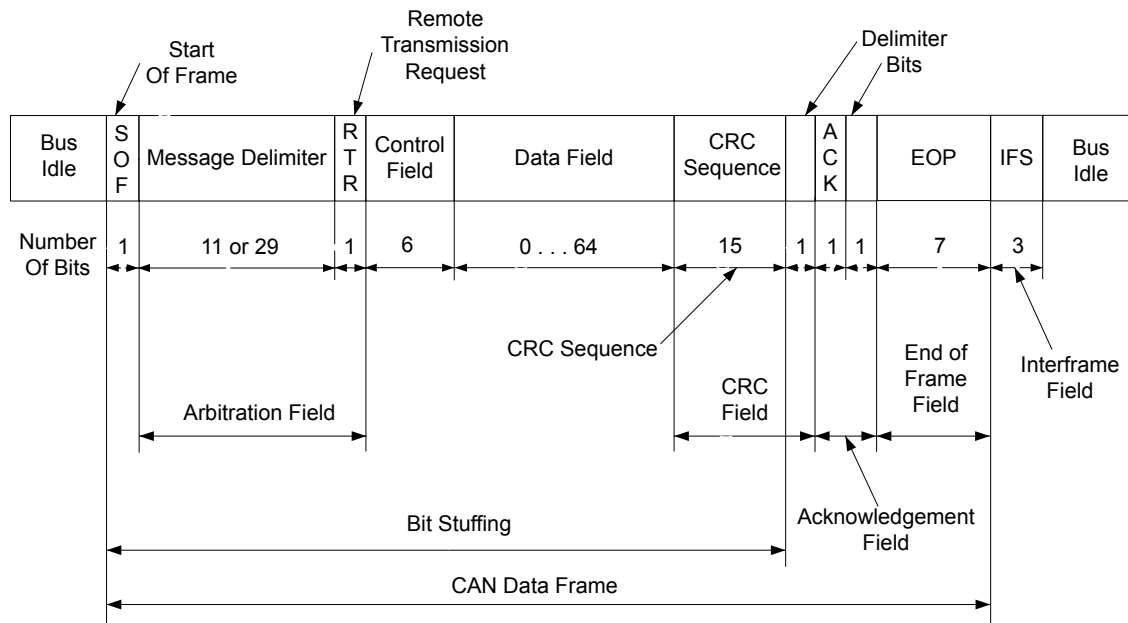 Start
Of Frame
Remote
Transmission
Request
Delimiter
Bits
Bus
Idle
S
O
F
Message Delimiter
R
T
R
Control
Field
Data Field
CRC
Sequence
A
C
K
EOP
IFS
Bus
Idle
Number
Of Bits
1
11 or 29
1
6
0 . . . 64
15
1
1
1
7
3
CRC Sequence
End of
Frame
Field
Interframe
Field
Arbitration Field
CRC
Field
Bit Stuffing
Acknowledgement
Field
CAN Data Frame